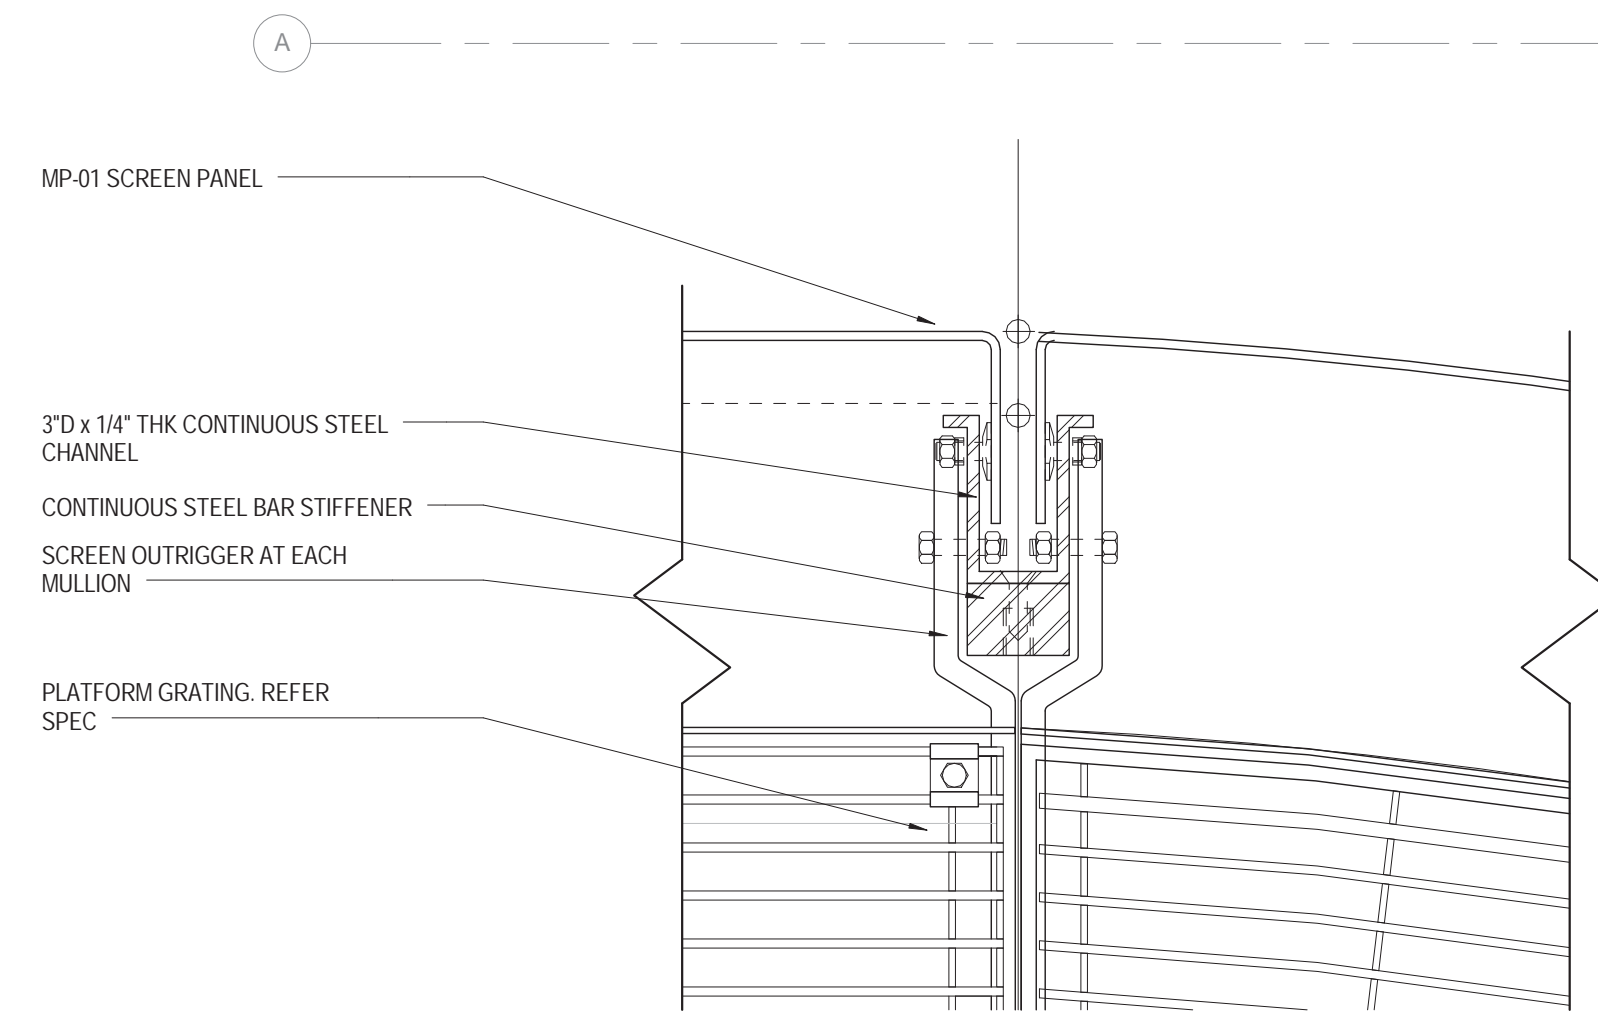 A
MP-01 SCREEN PANEL
3"D x 1/4" THK CONTINUOUS STEEL
CHANNEL
CONTINUOUS STEEL BAR STIFFENER
SCREEN OUTRIGGER AT EACH
MULLION
PLATFORM GRATING. REFER
SPEC